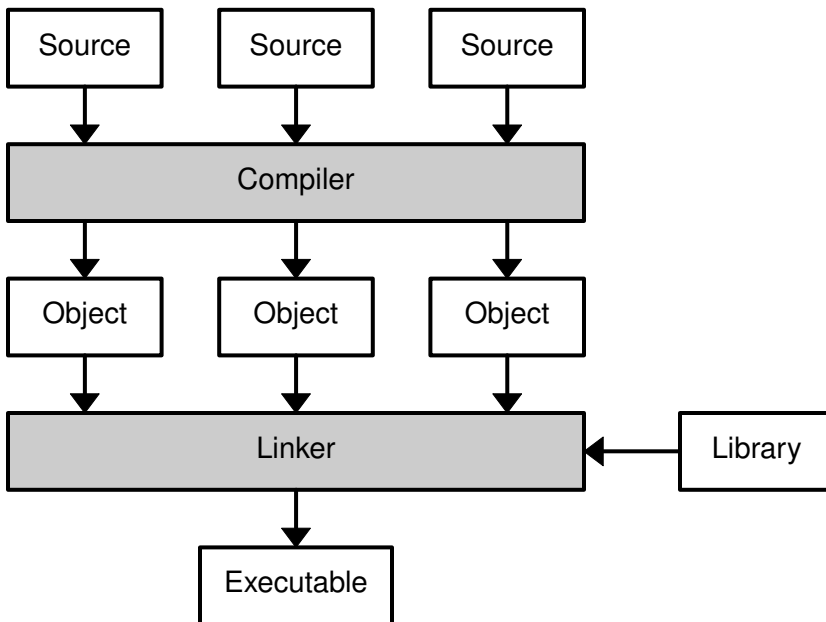 Source
Source
Source
Compiler
Object
Object
Object
Linker
Library
Executable